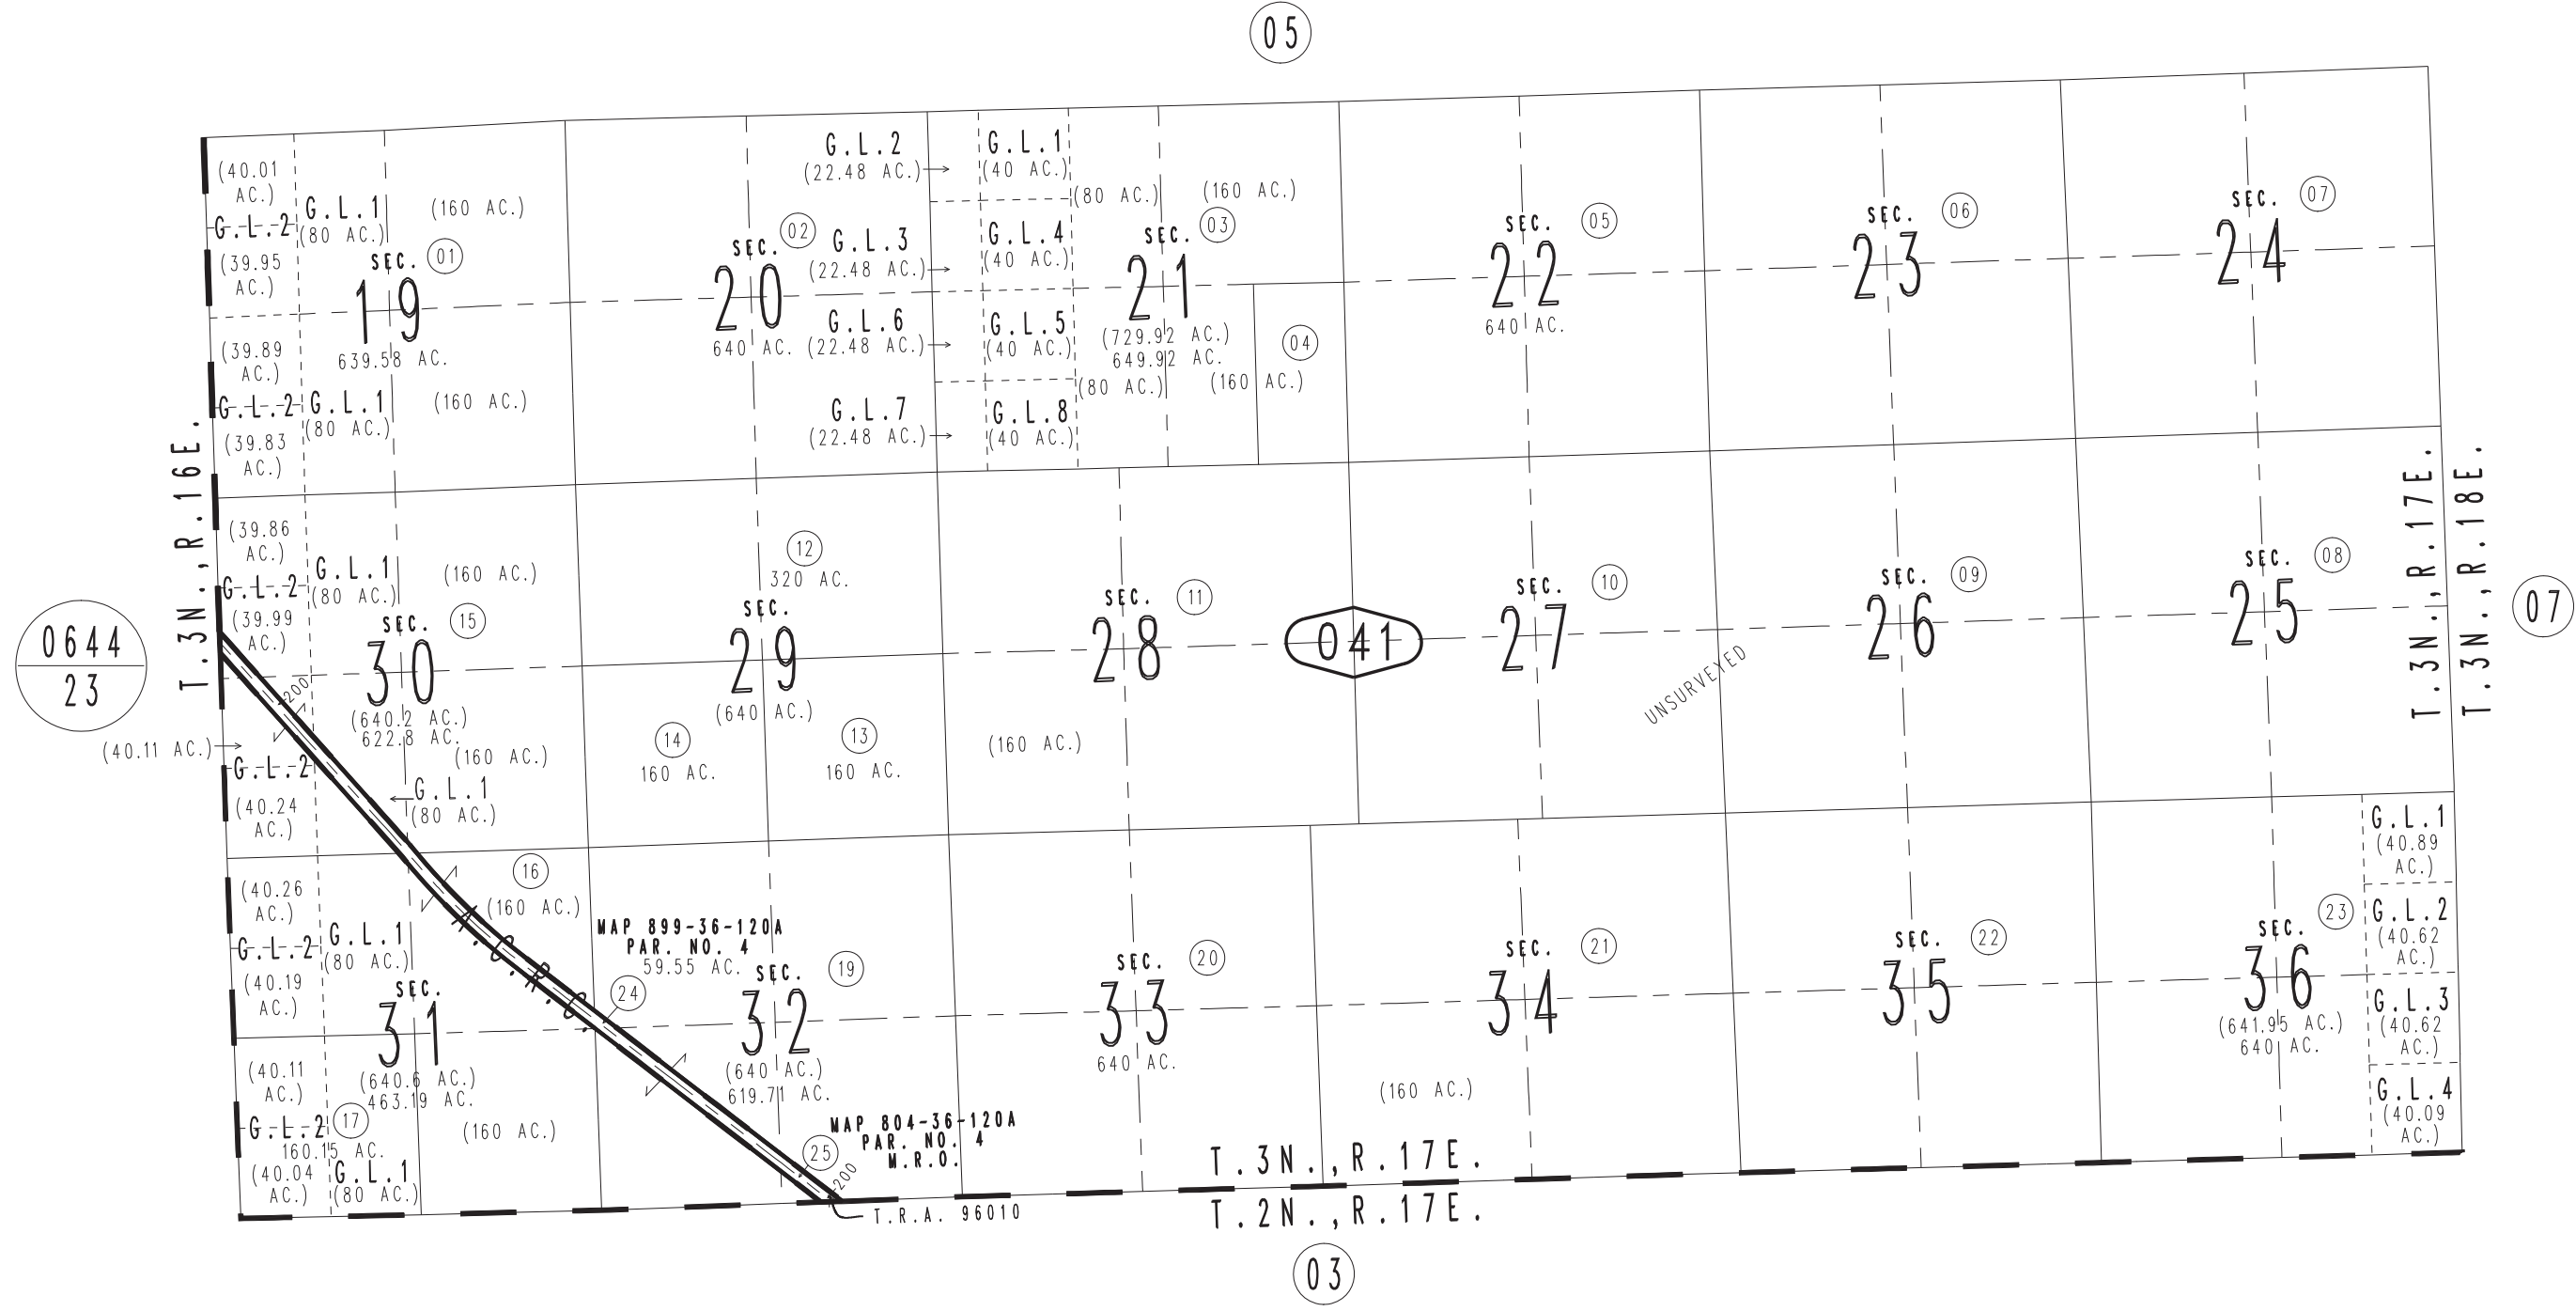 05
(40.01
AC.)
G.L.2
(39.95
AC.)
G.L.1
(80 AC.)
(160 AC.)
SEC. 01
19
639.58 AC.
(39.89
AC.)
G.L.2
(39.83
AC.)
G.L.1
(80 AC.)
(160 AC.)
SEC. 02
20
640 AC.
G.L.2
(22.48 AC.)
G.L.3
(22.48 AC.)
G.L.6
(22.48 AC.)
G.L.7
(22.48 AC.)
G.L.1
(40 AC.)
G.L.4
(40 AC.)
G.L.5
(40 AC.)
G.L.8
(40 AC.)
(80 AC.)
(160 AC.)
SEC. 03
21
(729.92 AC.)
649.92 AC.
(80 AC.)
(160 AC.)
04
SEC. 05
22
640 AC.
SEC. 06
23
SEC. 07
24
T.3N.,R.16E.
0644
23
(39.86
AC.)
G.L.2
(39.99
AC.)
G.L.1
(80 AC.)
(160 AC.)
SEC. 15
30
(640.2 AC.)
622.8 AC.
200
(160 AC.)
(40.11 AC.)
G.L.2
(40.24
AC.)
G.L.1
(80 AC.)
12
320 AC.
SEC.
29
(640 AC.)
14
160 AC.
13
160 AC.
SEC. 11
28
(160 AC.)
041
SEC. 10
27
UNSURVEYED
SEC. 09
26
SEC. 08
25
T.3N.,R.17E.
T.3N.,R.18E.
07
(40.26
AC.)
G.L.2
(40.19
AC.)
G.L.1
(80 AC.)
16
(160 AC.)
M.C.R.C.
SEC.
31
(640.6 AC.)
463.19 AC.
(40.11
AC.)
G.L.2 17
160.15 AC.
(40.04
AC.)
G.L.1
(80 AC.)
(160 AC.)
MAP 899-36-120A
PAR. NO. 4
59.55 AC.
24
SEC. 19
32
(640 AC.)
619.71 AC.
MAP 804-36-120A
PAR. NO. 4
M.R.O.
25
200
T.R.A. 96010
SEC. 20
33
640 AC.
SEC. 21
34
(160 AC.)
SEC. 22
35
SEC. 23
36
(641.95 AC.)
640 AC.
G.L.1
(40.89
AC.)
G.L.2
(40.62
AC.)
G.L.3
(40.62
AC.)
G.L.4
(40.09
AC.)
T.3N.,R.17E.
T.2N.,R.17E.
03